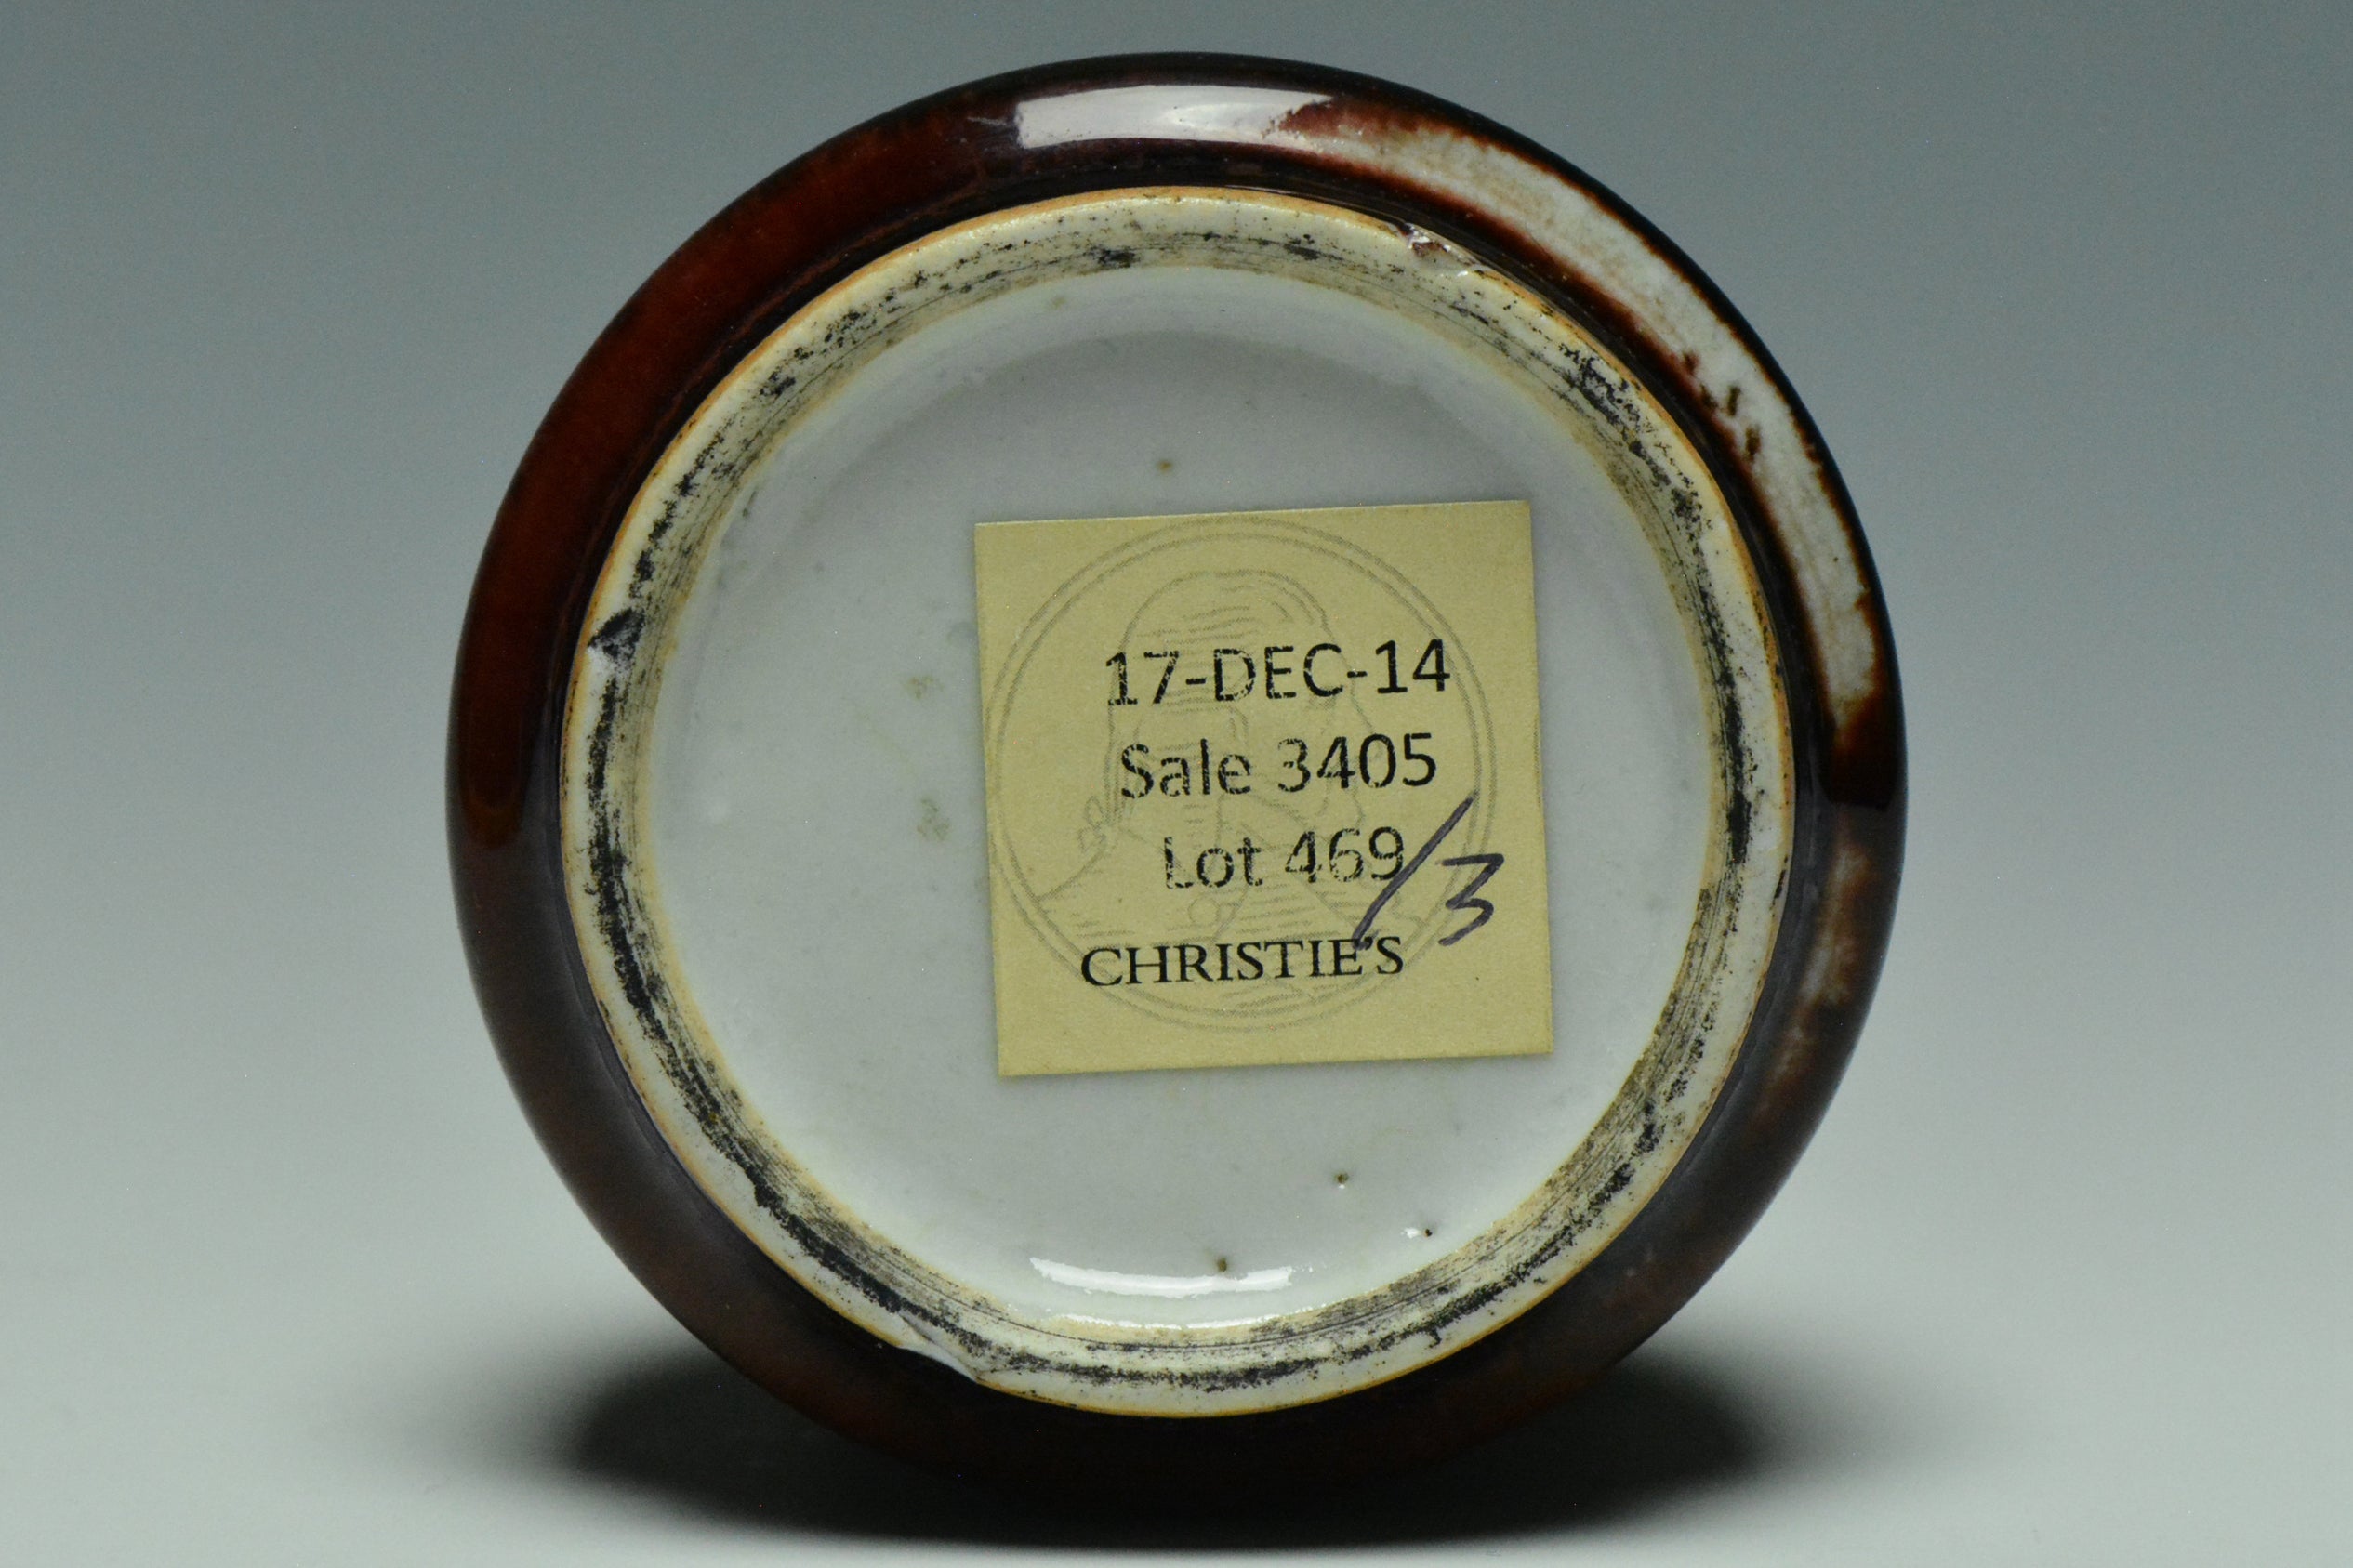 17-DEC-14
Sale 3405
Lot 469/3
CHRISTIE'S